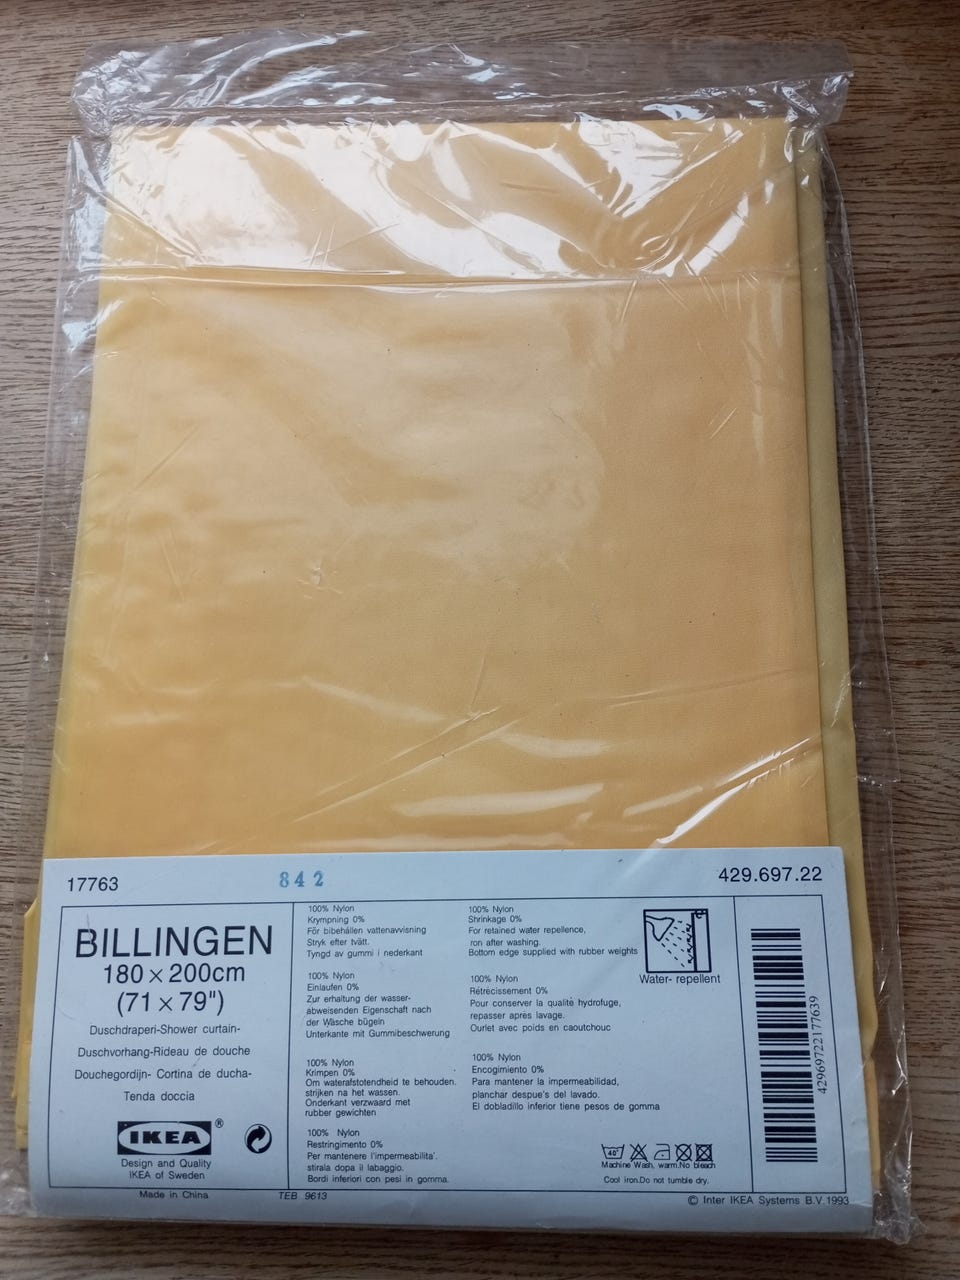 17763
842
429.697.22
BILLINGEN
180 × 200cm
(71 × 79")
Duschdraperi-Shower curtain-
Duschvorhang-Rideau de douche
Douchegordijn- Cortina de ducha-
Tenda doccia
IKEA®
Design and Quality
IKEA of Sweden
100% Nylon
Krympning 0%
För bibehállen vattenavvisning
Stryk efter tvätt.
Tyngd av gummi i nederkant
100% Nylon
Einlaufen 0%
Zur erhaltung der wasser-
abweisenden Eigenschaft nach
der Wäsche bügeln
Unterkante mit Gummibeschwerung
100% Nylon
Krimpen 0%
Om waterafstotendheid te behouden.
strijken na het wassen.
Onderkant verzwaard met
rubber gewichten
100% Nylon
Restringimento 0%
Per mantenere l'impermeabilita'.
stirala dopo il labaggio.
Bordi inferiori con pesi in gomma.
100% Nylon
Shrinkage 0%
For retained water repellence,
ron after washing.
Bottom edge supplied with rubber weights
100% Nylon
Rétrécissement 0%
Pour conserver la qualité hydrofuge,
repasser après lavage.
Ourlet avec poids en caoutchouc
100% Nylon
Encogimiento 0%
Para mantener la impermeabilidad,
planchar despue's del lavado.
El dobladillo inferior tiene pesos de goma
Water- repellent
40°
Machine Wash, warm.No bleach
Cool iron.Do not tumble dry.
42969722177639
Made in China
TEB 9613
© Inter IKEA Systems B.V.1993